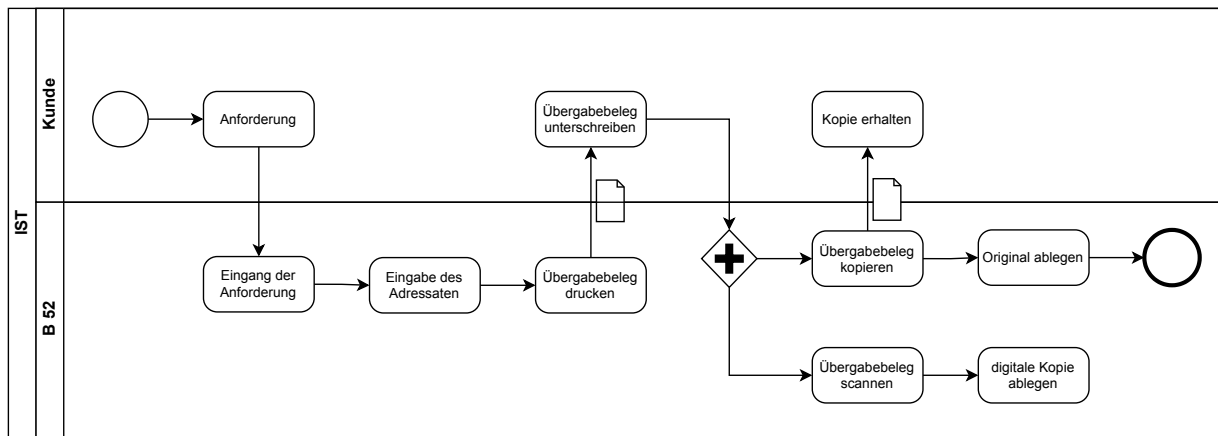 IST
Kunde
Anforderung
Übergabebeleg
unterschreiben
Kopie erhalten
B 52
Eingang der
Anforderung
Eingabe des
Adressaten
Übergabebeleg
drucken
Übergabebeleg
kopieren
Original ablegen
Übergabebeleg
scannen
digitale Kopie
ablegen